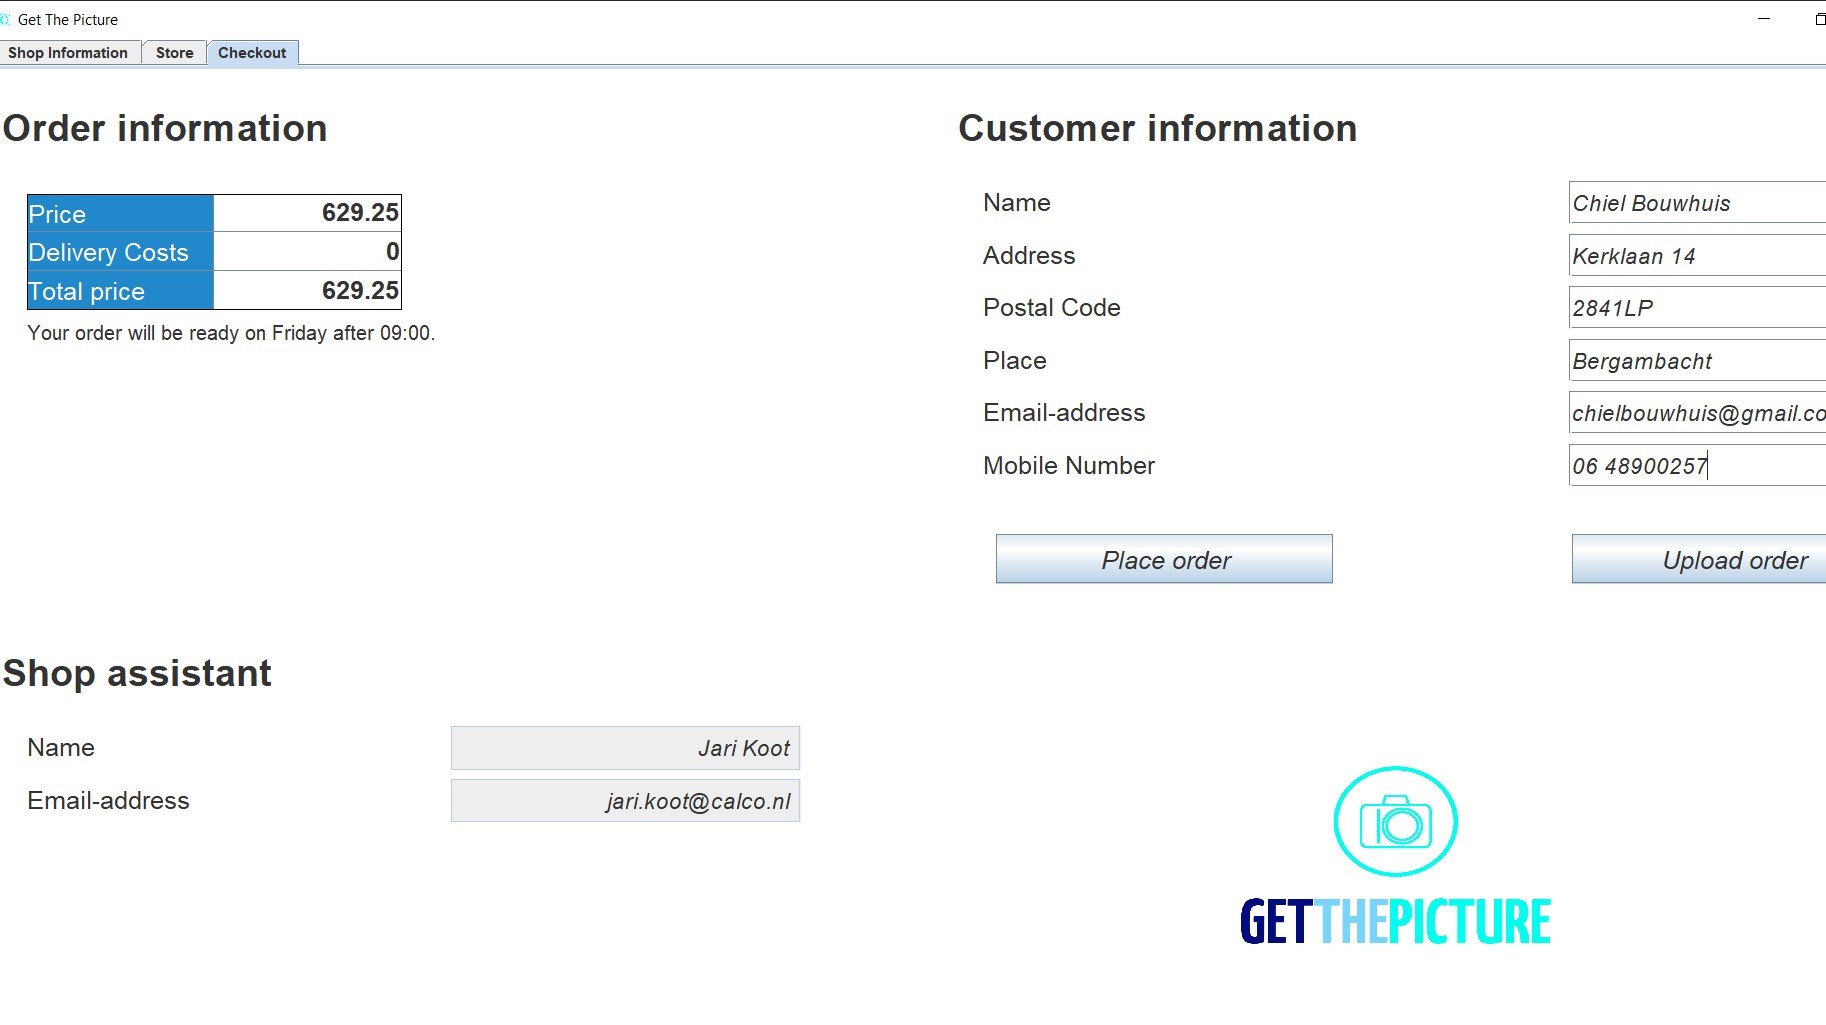 Get The Picture
Shop Information Store Checkout
Order information
Price 629.25
Delivery Costs 0
Total price 629.25
Your order will be ready on Friday after 09:00.
Customer information
Name Chiel Bouwhuis
Address Kerklaan 14
Postal Code 2841LP
Place Bergambacht
Email-address chielbouwhuis@gmail.co
Mobile Number 06 48900257
Place order Upload order
Shop assistant
Name Jari Koot
Email-address jari.koot@calco.nl
GETTHEPICTURE